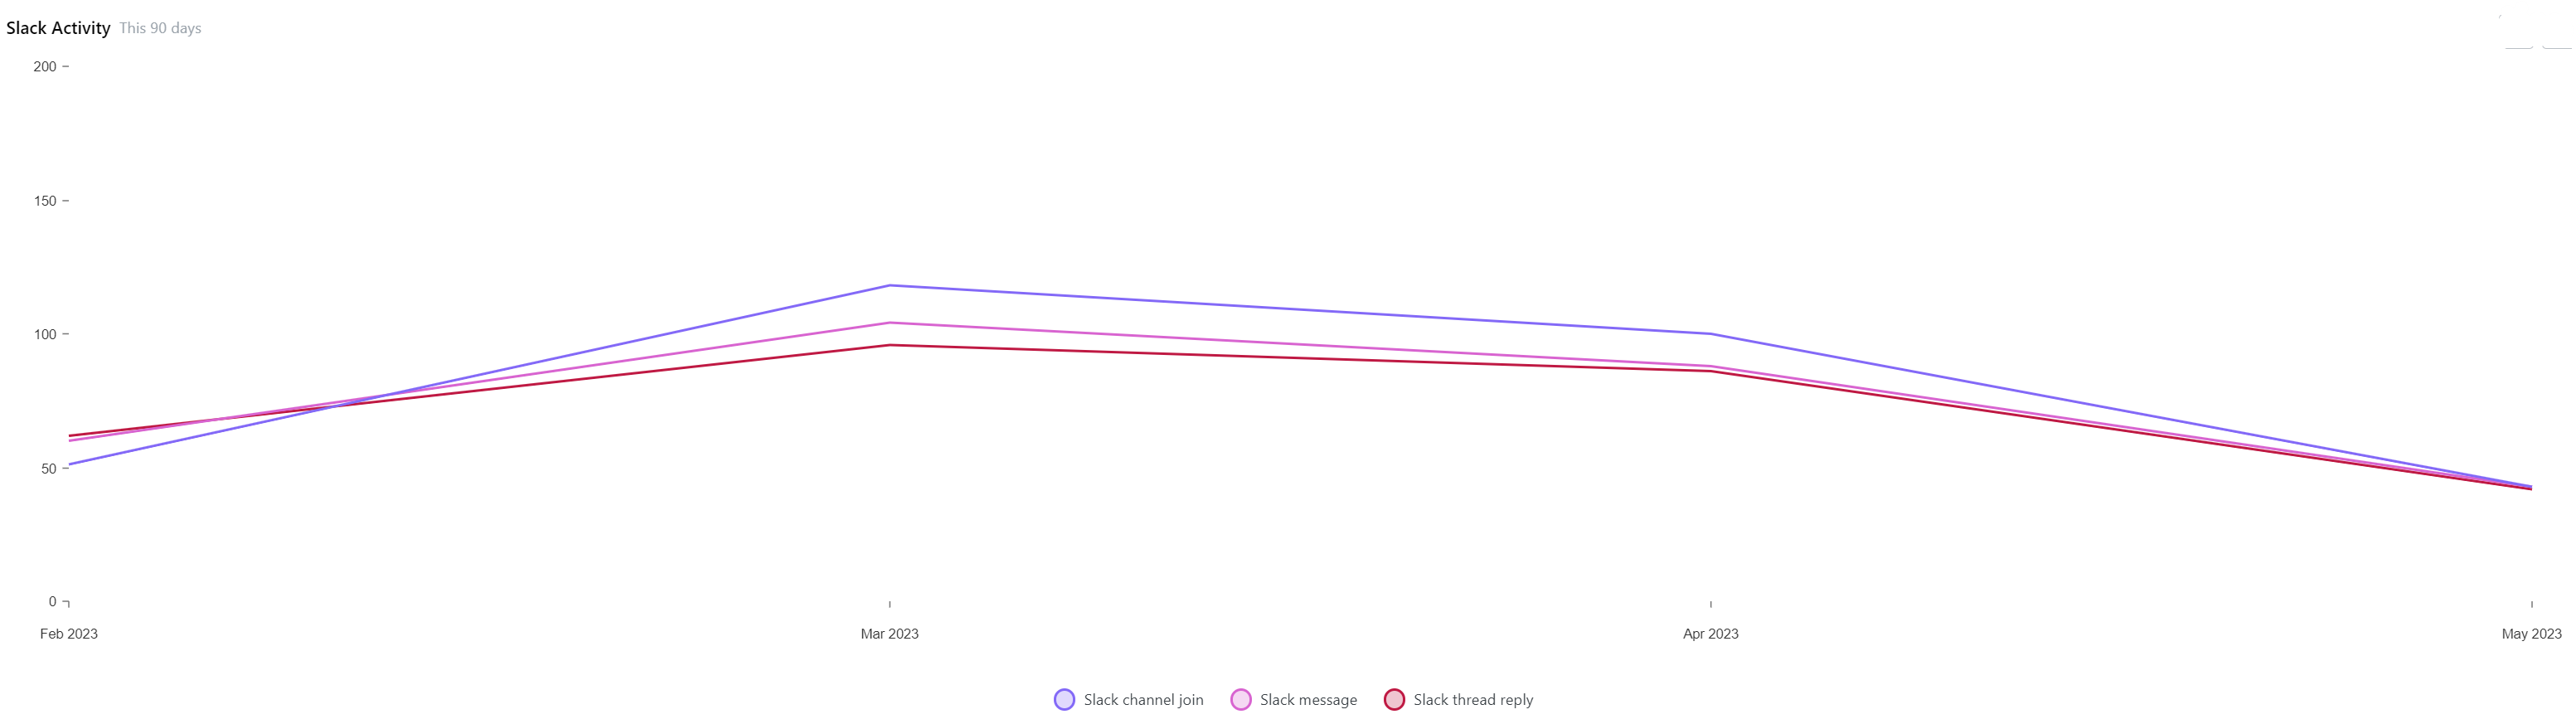 Slack Activity This 90 days
200
150
100
50
0
Feb 2023 Mar 2023 Apr 2023 May 2023
Slack channel join Slack message Slack thread reply